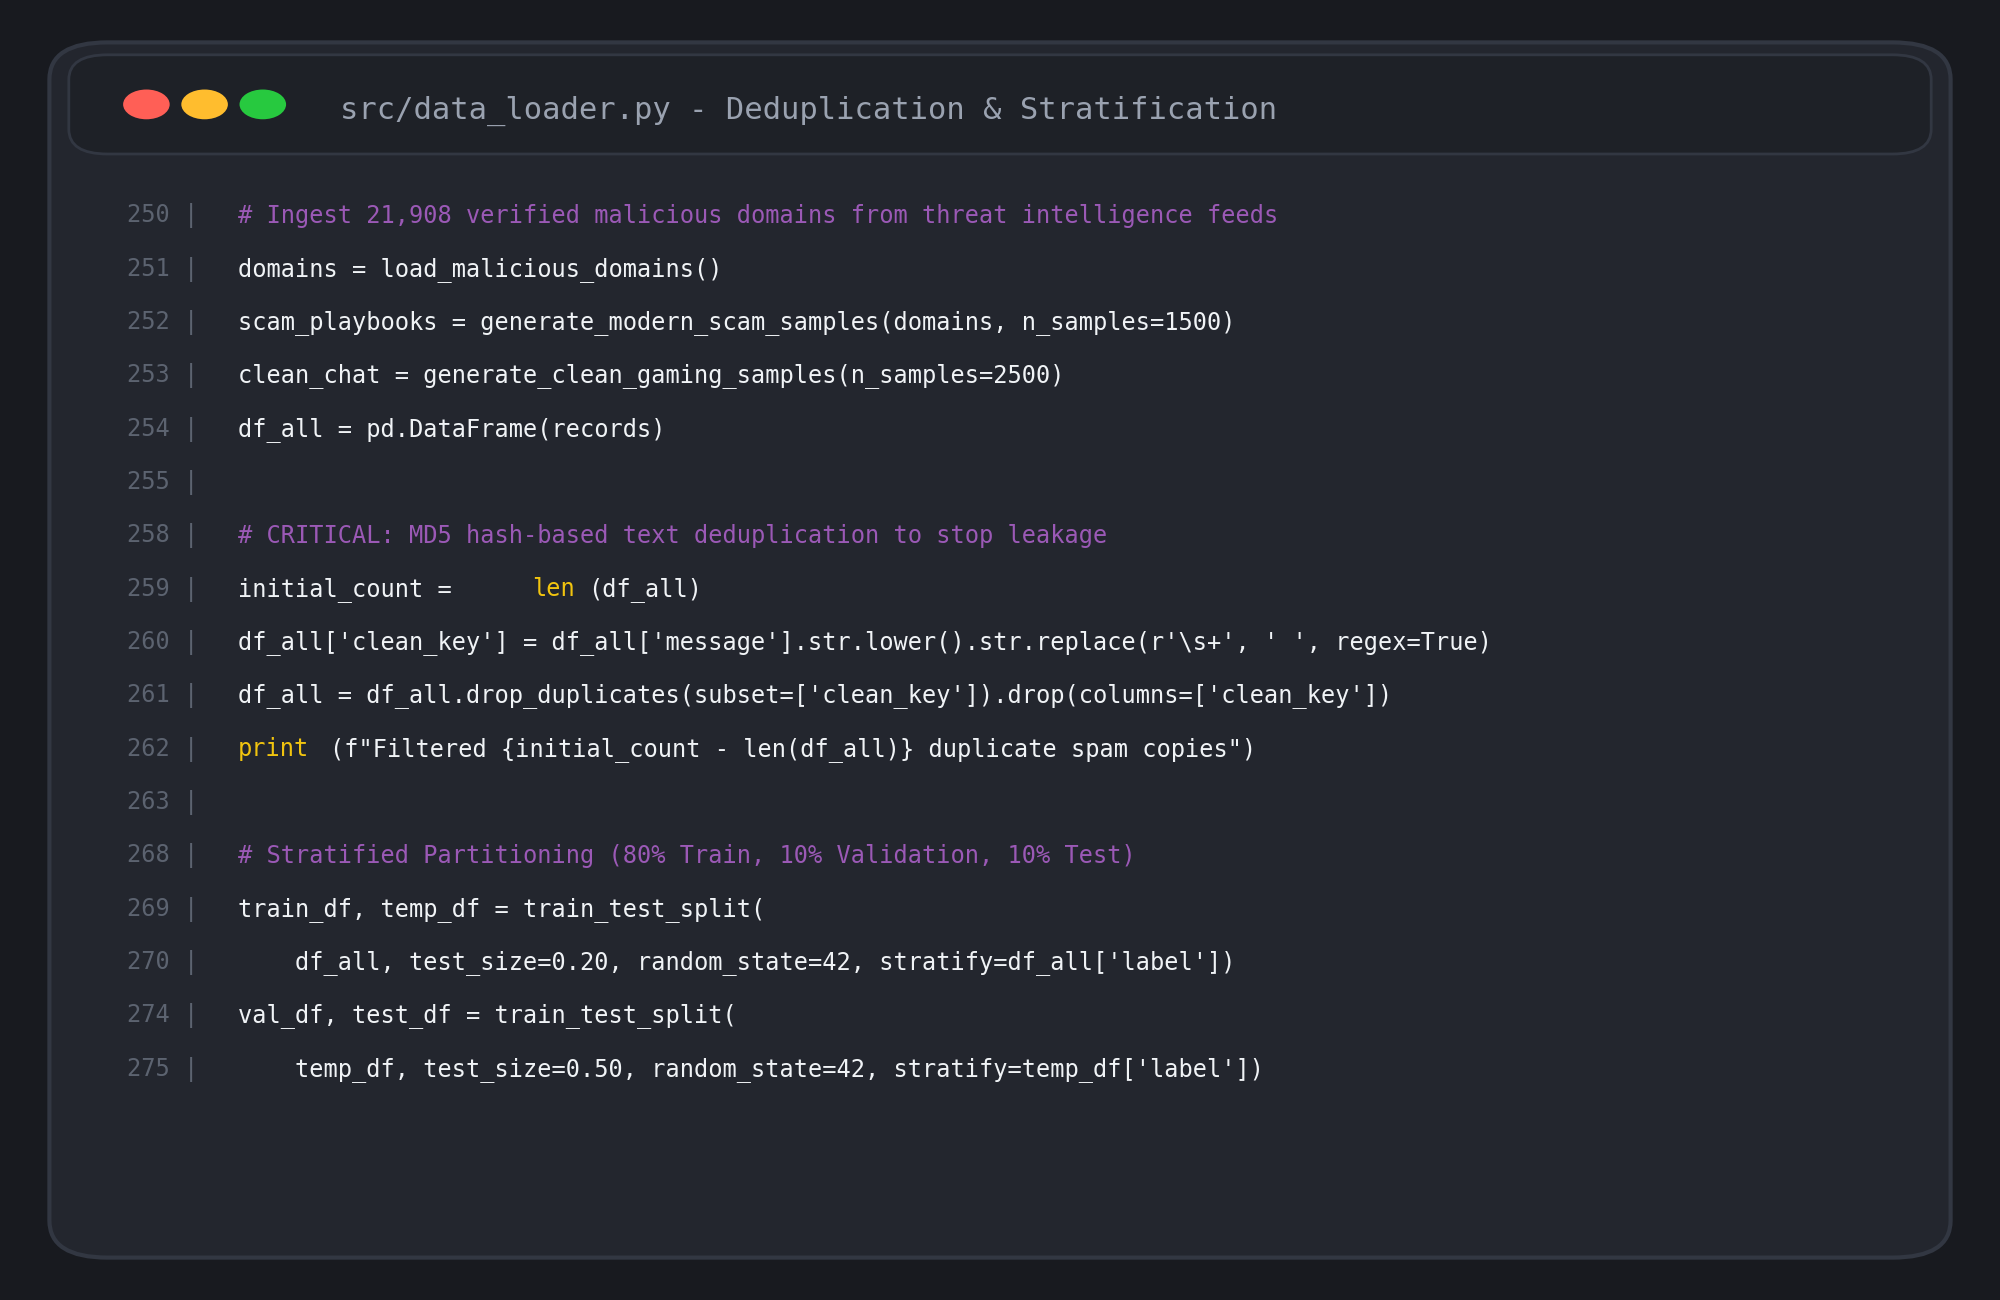 src/data_loader.py - Deduplication & Stratification
250 | # Ingest 21,908 verified malicious domains from threat intelligence feeds
251 | domains = load_malicious_domains()
252 | scam_playbooks = generate_modern_scam_samples(domains, n_samples=1500)
253 | clean_chat = generate_clean_gaming_samples(n_samples=2500)
254 | df_all = pd.DataFrame(records)
255 |
258 | # CRITICAL: MD5 hash-based text deduplication to stop leakage
259 | initial_count = len (df_all)
260 | df_all['clean_key'] = df_all['message'].str.lower().str.replace(r'\s+', ' ', regex=True)
261 | df_all = df_all.drop_duplicates(subset=['clean_key']).drop(columns=['clean_key'])
262 | print (f"Filtered {initial_count - len(df_all)} duplicate spam copies")
263 |
268 | # Stratified Partitioning (80% Train, 10% Validation, 10% Test)
269 | train_df, temp_df = train_test_split(
270 |     df_all, test_size=0.20, random_state=42, stratify=df_all['label'])
274 | val_df, test_df = train_test_split(
275 |     temp_df, test_size=0.50, random_state=42, stratify=temp_df['label'])